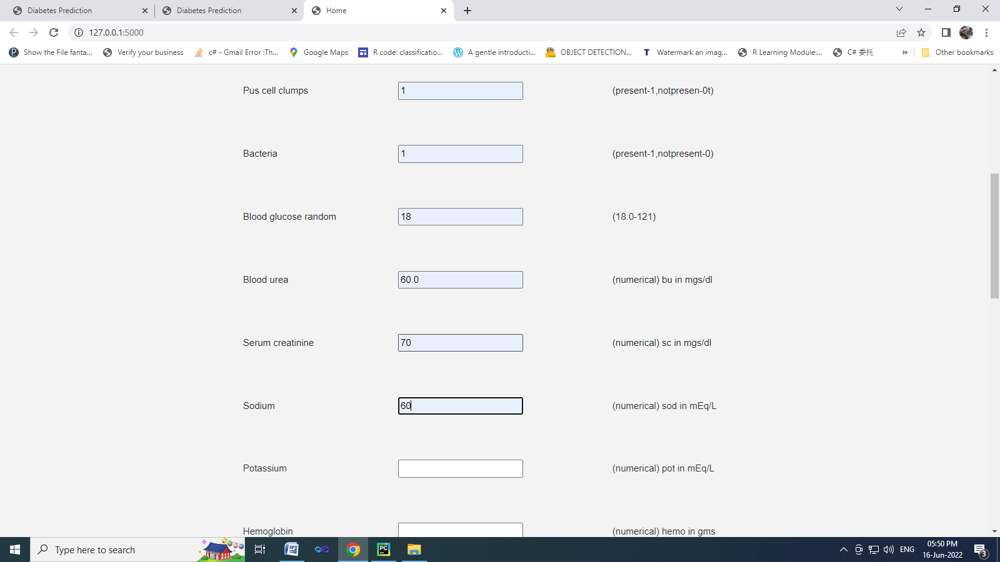 Diabetes Prediction
Diabetes Prediction
Home
127.0.0.1:5000
Show the File fanta...
Verify your business
c# - Gmail Error :Th...
Google Maps
R code: classificatio...
A gentle introducti...
OBJECT DETECTION...
T Watermark an imag...
R Learning Module:...
C# 委托
»
Other bookmarks
Pus cell clumps 1 (present-1,notpresen-0t)
Bacteria 1 (present-1,notpresent-0)
Blood glucose random 18 (18.0-121)
Blood urea 60.0 (numerical) bu in mgs/dl
Serum creatinine 70 (numerical) sc in mgs/dl
Sodium 60 (numerical) sod in mEq/L
Potassium (numerical) pot in mEq/L
Hemoglobin (numerical) hemo in gms
Type here to search
ENG
05:50 PM
16-Jun-2022
3